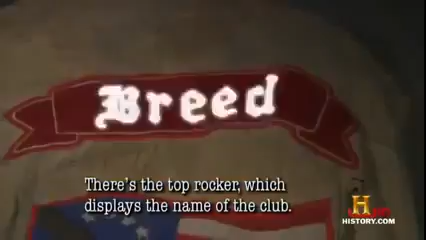 Breed
There's the top rocker, which
displays the name of the club.
H
HISTORY.COM